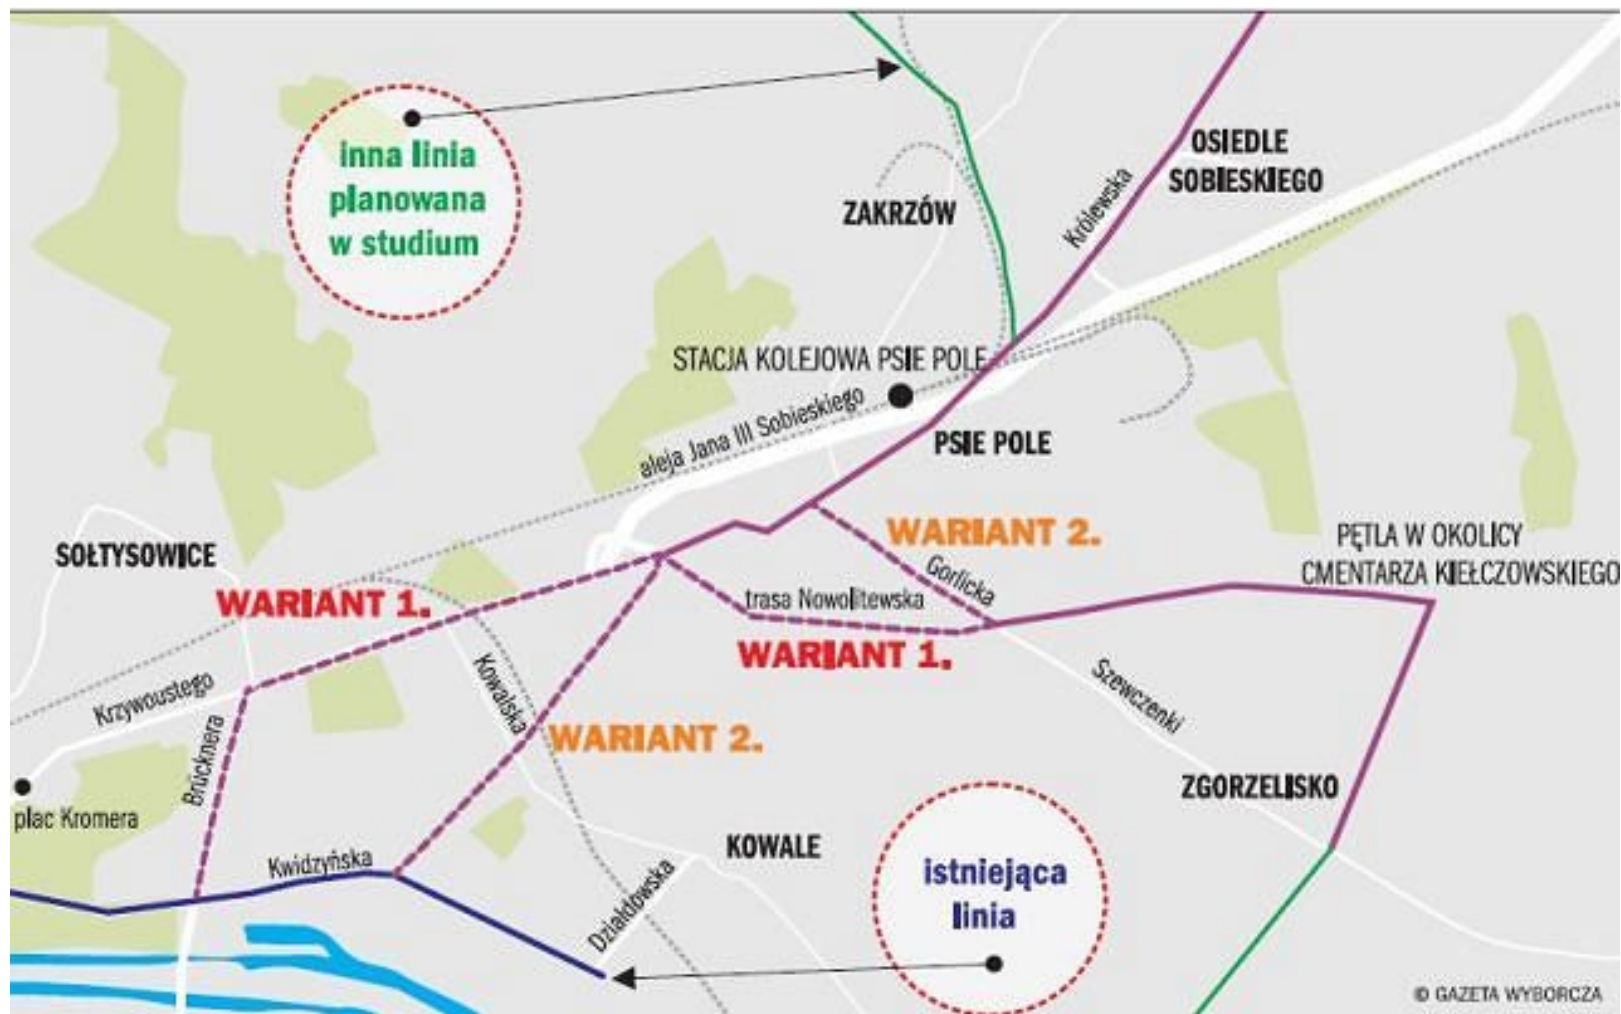 inna linia
planowana
w studium
ZAKRZÓW
OSIEDLE
SOBIESKIEGO
Królewska
STACJA KOLEJOWA PSIE POLE
aleja Jana III Sobieskiego
PSIE POLE
SOŁTYSOWICE
WARIANT 1.
WARIANT 2.
PĘTLA W OKOLICY
CMENTARZA KIEŁCZOWSKIEGO
Gorlicka
trasa Nowolitewska
WARIANT 1.
Krzywoustego
Kowalska
Szewczenki
Brücknera
WARIANT 2.
plac Kromera
ZGORZELISKO
Kwidzyńska
KOWALE
Działdowska
istniejąca
linia
© GAZETA WYBORCZA